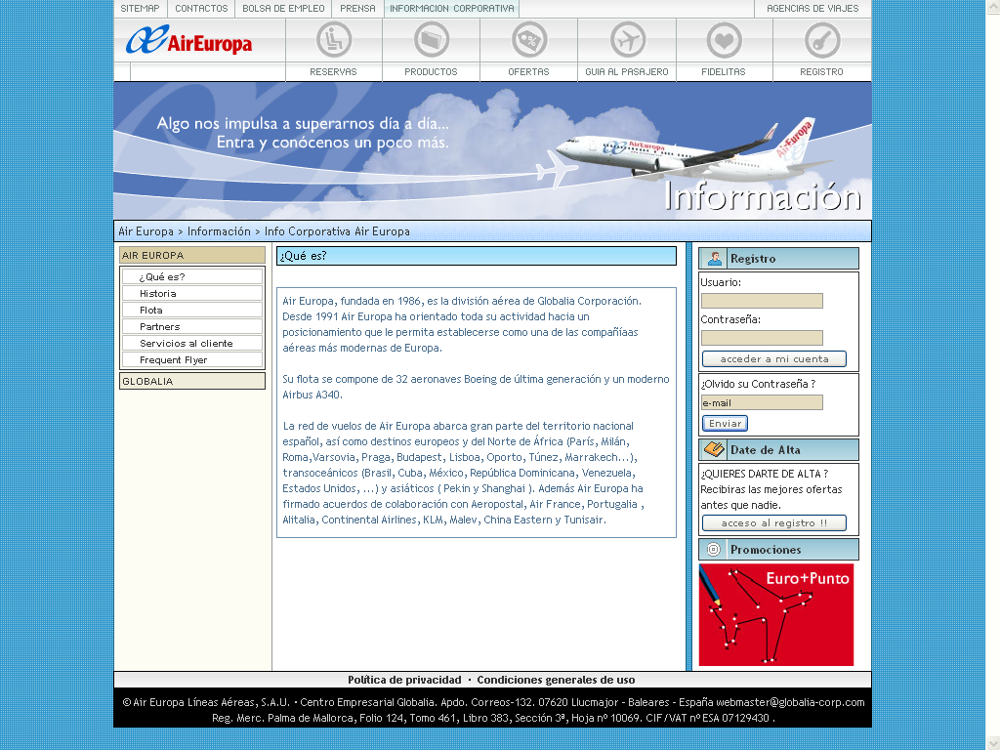 SITEMAP CONTACTOS BOLSA DE EMPLEO PRENSA INFORMACION CORPORATIVA AGENCIAS DE VIAJES
AirEuropa
RESERVAS PRODUCTOS OFERTAS GUIA AL PASAJERO FIDELITAS REGISTRO
Algo nos impulsa a superarnos día a día...
Entra y conócenos un poco más.
AirEuropa
Air-Europa
Información
Air Europa > Información > Info Corporativa Air Europa
AIR EUROPA
¿Qué es?
Historia
Flota
Partners
Servicios al cliente
Frequent Flyer
GLOBALIA
¿Qué es?
Air Europa, fundada en 1986, es la división aérea de Globalia Corporación.
Desde 1991 Air Europa ha orientado toda su actividad hacia un
posicionamiento que le permita establecerse como una de las compañíaas
aéreas más modernas de Europa.
Su flota se compone de 32 aeronaves Boeing de última generación y un moderno
Airbus A340.
La red de vuelos de Air Europa abarca gran parte del territorio nacional
español, así como destinos europeos y del Norte de África (París, Milán,
Roma,Varsovia, Praga, Budapest, Lisboa, Oporto, Túnez, Marrakech...),
transoceánicos (Brasil, Cuba, México, República Dominicana, Venezuela,
Estados Unidos, ...) y asiáticos ( Pekin y Shanghai ). Además Air Europa ha
firmado acuerdos de colaboración con Aeropostal, Air France, Portugalia ,
Alitalia, Continental Airlines, KLM, Malev, China Eastern y Tunisair.
Registro
Usuario:
Contraseña:
acceder a mi cuenta
¿Olvido su Contraseña ?
e-mail
Enviar
Date de Alta
¿QUIERES DARTE DE ALTA ?
Recibiras las mejores ofertas
antes que nadie.
acceso al registro !!
Promociones
Euro+Punto
Política de privacidad · Condiciones generales de uso
© Air Europa Líneas Aéreas, S.A.U. · Centro Empresarial Globalia. Apdo. Correos-132. 07620 Llucmajor - Baleares - España webmaster@globalia-corp.com
Reg. Merc. Palma de Mallorca, Folio 124, Tomo 461, Libro 383, Sección 3ª, Hoja nº 10069. CIF/VAT nº ESA 07129430 .